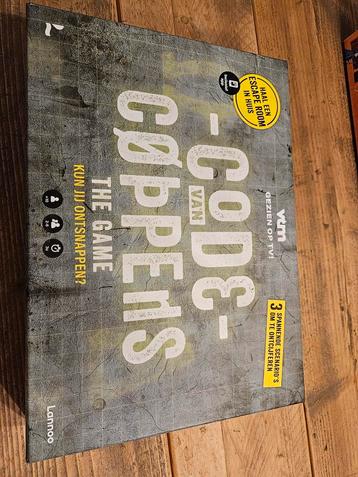 HAAL EEN
ESCAPE ROOM
IN HUIS
- CODE -
VAN
CØPPENS
THE GAME
KUN JIJ ONTSNAPPEN?
vtm
GEZIEN OP TV!
3 SPANNENDE SCENARIO'S
OM TE ONTCIJFEREN
Lannoo